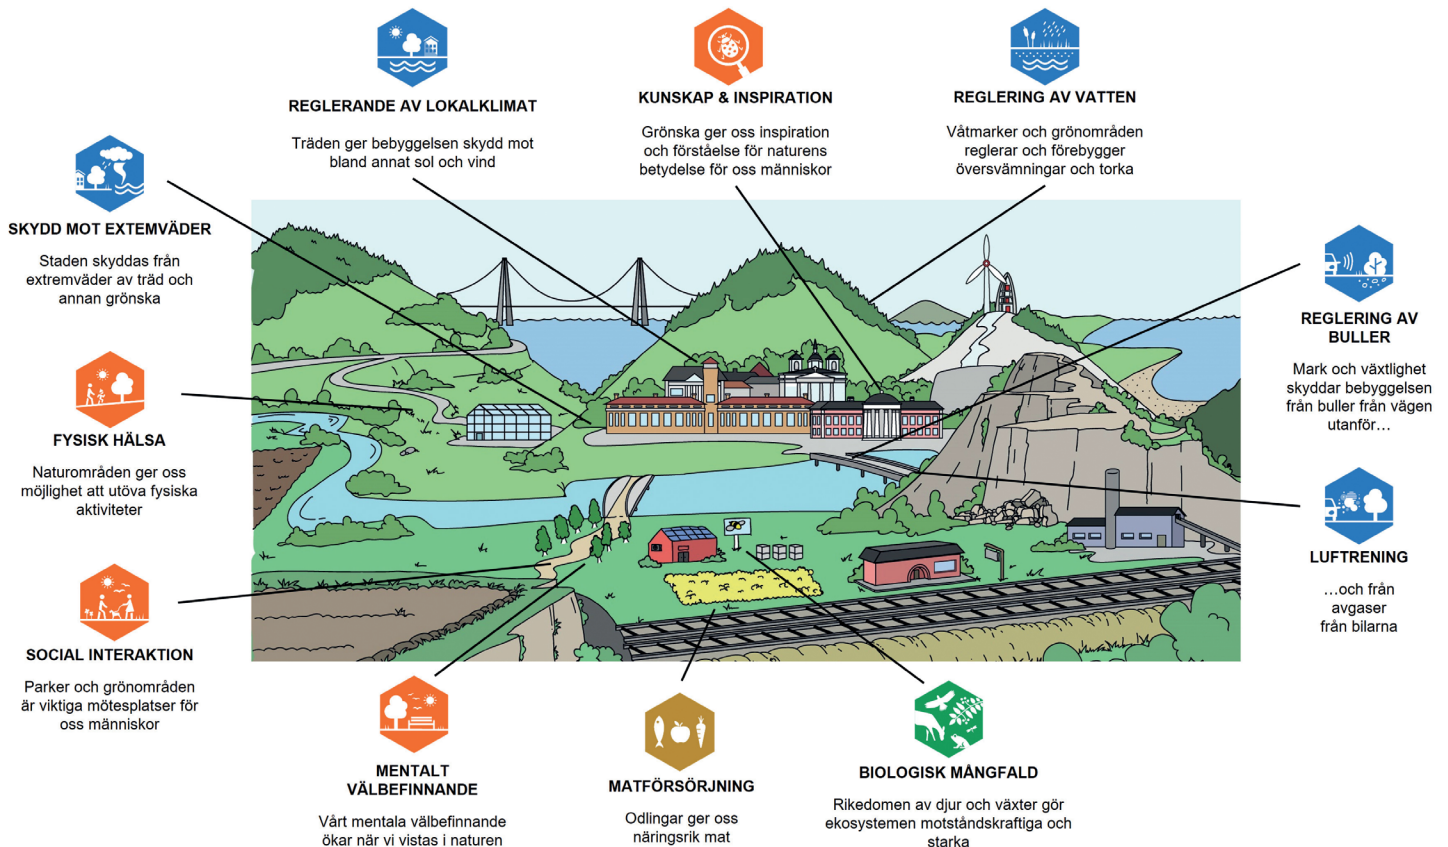 REGLERANDE AV LOKALKLIMAT
Träden ger bebyggelsen skydd mot
bland annat sol och vind
KUNSKAP & INSPIRATION
Grönska ger oss inspiration
och förståelse för naturens
betydelse för oss människor
REGLERING AV VATTEN
Våtmarker och grönområden
reglerar och förebygger
översvämningar och torka
SKYDD MOT EXTEMVÄDER
Staden skyddas från
extremväder av träd och
annan grönska
REGLERING AV
BULLER
Mark och växtlighet
skyddar bebyggelsen
från buller från vägen
utanför…
FYSISK HÄLSA
Naturområden ger oss
möjlighet att utöva fysiska
aktiviteter
LUFTRENING
…och från
avgaser
från bilarna
SOCIAL INTERAKTION
Parker och grönområden
är viktiga mötesplatser för
oss människor
MENTALT
VÄLBEFINNANDE
Vårt mentala välbefinnande
ökar när vi vistas i naturen
MATFÖRSÖRJNING
Odlingar ger oss
näringsrik mat
BIOLOGISK MÅNGFALD
Rikedomen av djur och växter gör
ekosystemen motståndskraftiga och
starka